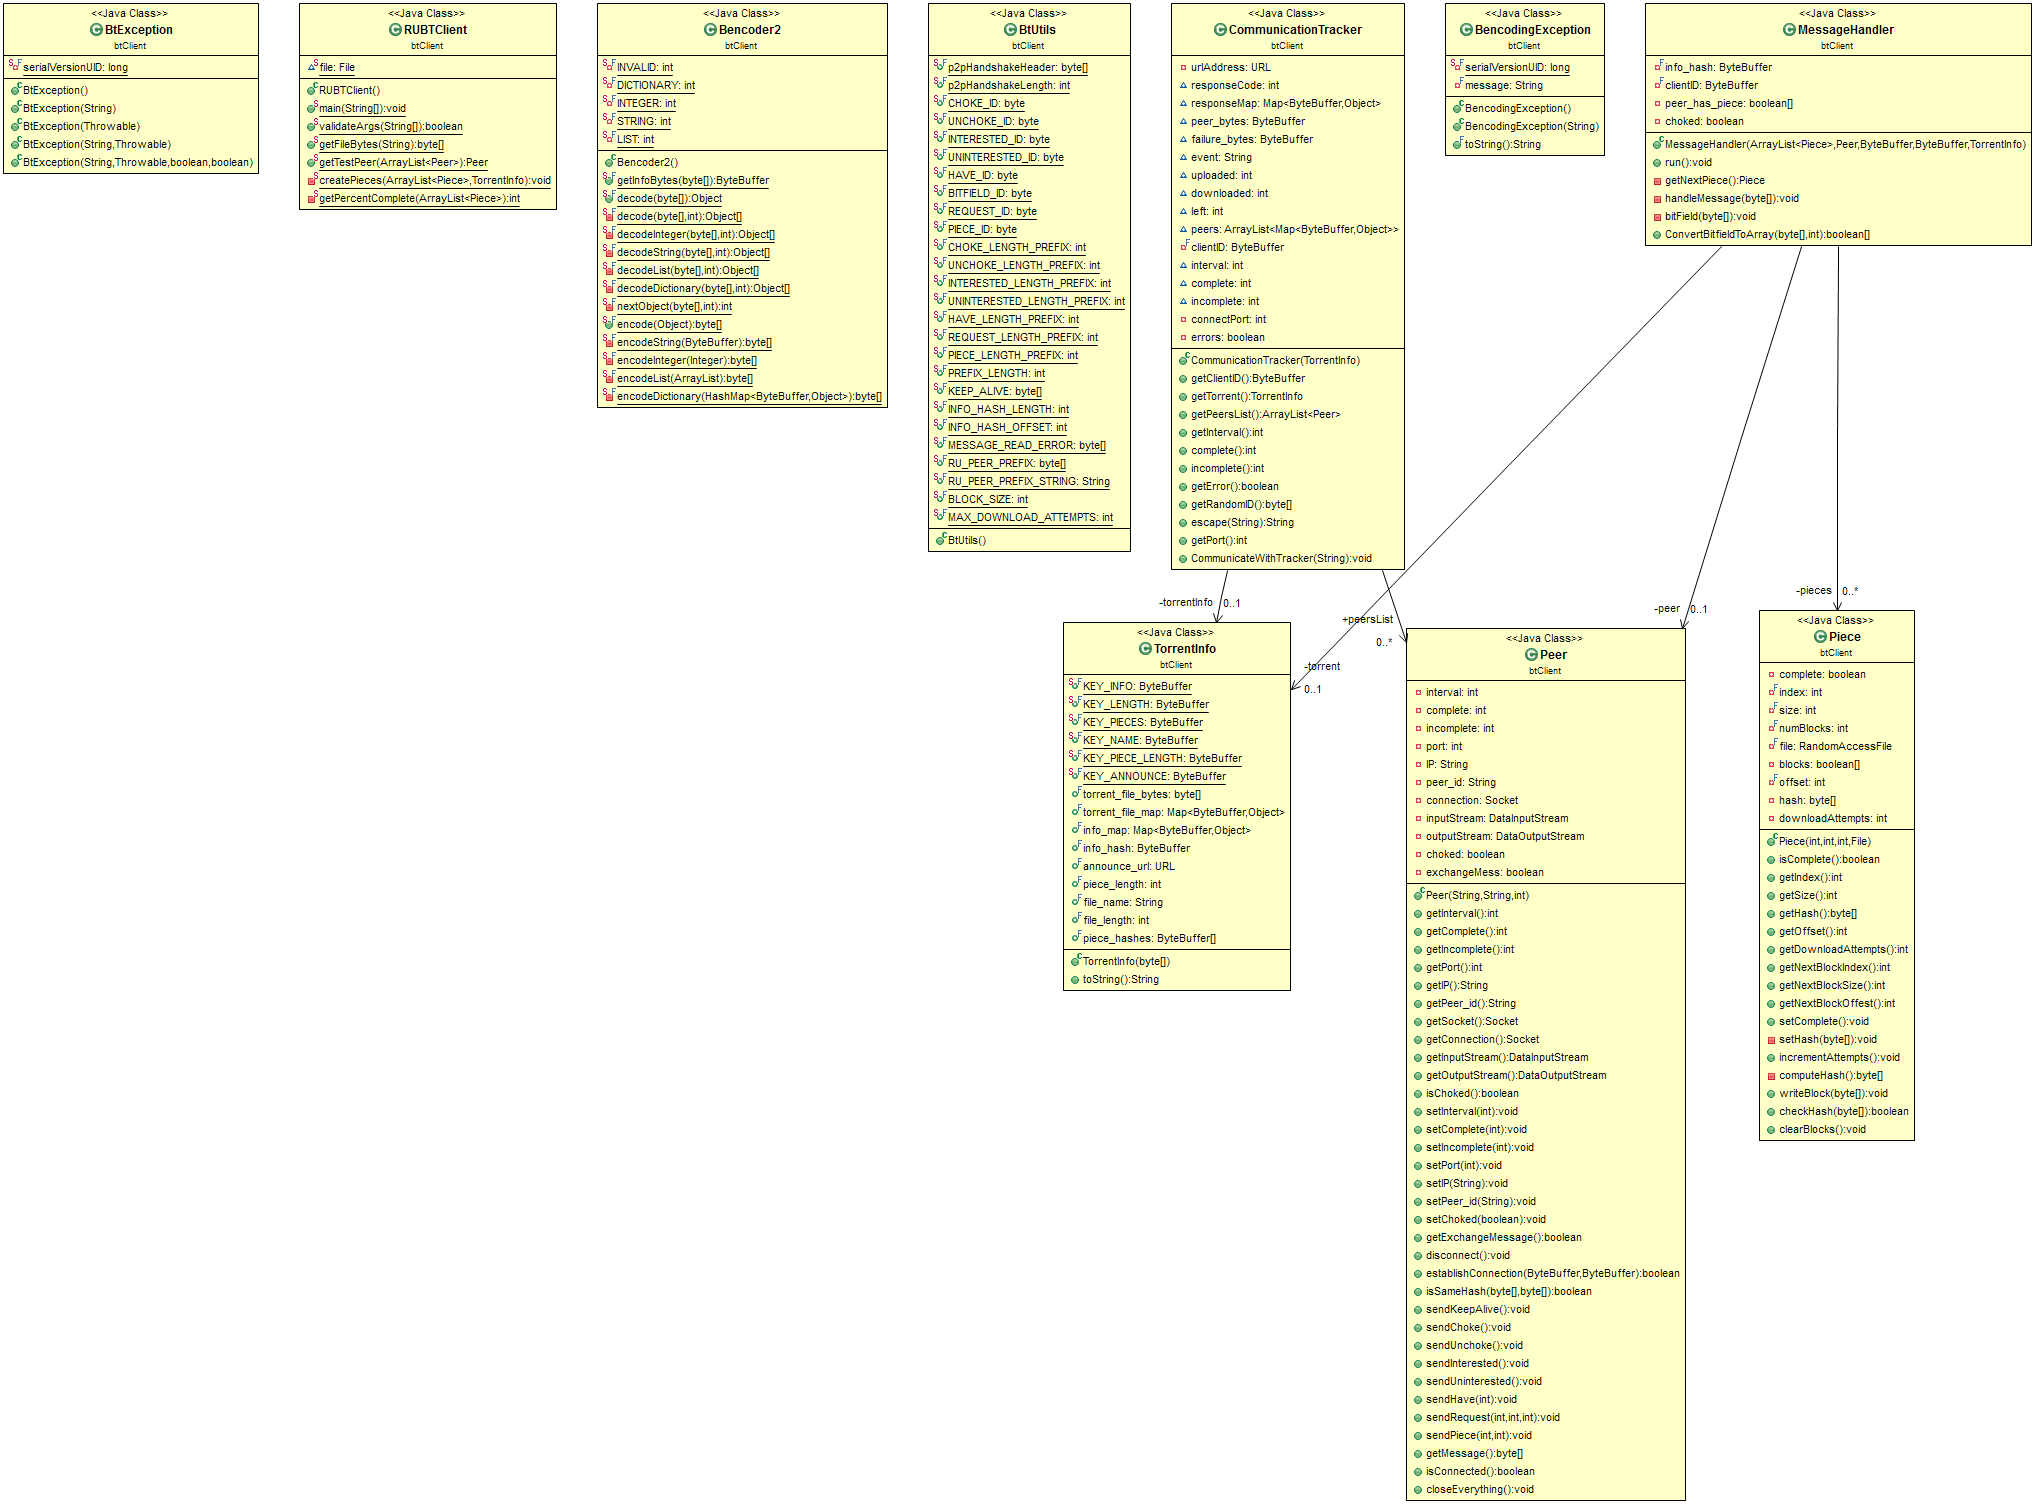 <<Java Class>>
BtException
btClient
serialVersionUID: long
BtException()
BtException(String)
BtException(Throwable)
BtException(String,Throwable)
BtException(String,Throwable,boolean,boolean)
<<Java Class>>
RUBTClient
btClient
file: File
RUBTClient()
main(String[]):void
validateArgs(String[]):boolean
getFileBytes(String):byte[]
getTestPeer(ArrayList<Peer>):Peer
createPieces(ArrayList<Piece>,TorrentInfo):void
getPercentComplete(ArrayList<Piece>):int
<<Java Class>>
Bencoder2
btClient
INVALID: int
DICTIONARY: int
INTEGER: int
STRING: int
LIST: int
Bencoder2()
getInfoBytes(byte[]):ByteBuffer
decode(byte[]):Object
decode(byte[],int):Object[]
decodeInteger(byte[],int):Object[]
decodeString(byte[],int):Object[]
decodeList(byte[],int):Object[]
decodeDictionary(byte[],int):Object[]
nextObject(byte[],int):int
encode(Object):byte[]
encodeString(ByteBuffer):byte[]
encodeInteger(Integer):byte[]
encodeList(ArrayList):byte[]
encodeDictionary(HashMap<ByteBuffer,Object>):byte[]
<<Java Class>>
BtUtils
btClient
p2pHandshakeHeader: byte[]
p2pHandshakeLength: int
CHOKE_ID: byte
UNCHOKE_ID: byte
INTERESTED_ID: byte
UNINTERESTED_ID: byte
HAVE_ID: byte
BITFIELD_ID: byte
REQUEST_ID: byte
PIECE_ID: byte
CHOKE_LENGTH_PREFIX: int
UNCHOKE_LENGTH_PREFIX: int
INTERESTED_LENGTH_PREFIX: int
UNINTERESTED_LENGTH_PREFIX: int
HAVE_LENGTH_PREFIX: int
REQUEST_LENGTH_PREFIX: int
PIECE_LENGTH_PREFIX: int
PREFIX_LENGTH: int
KEEP_ALIVE: byte[]
INFO_HASH_LENGTH: int
INFO_HASH_OFFSET: int
MESSAGE_READ_ERROR: byte[]
RU_PEER_PREFIX: byte[]
RU_PEER_PREFIX_STRING: String
BLOCK_SIZE: int
MAX_DOWNLOAD_ATTEMPTS: int
BtUtils()
<<Java Class>>
CommunicationTracker
btClient
urlAddress: URL
responseCode: int
responseMap: Map<ByteBuffer,Object>
peer_bytes: ByteBuffer
failure_bytes: ByteBuffer
event: String
uploaded: int
downloaded: int
left: int
peers: ArrayList<Map<ByteBuffer,Object>>
clientID: ByteBuffer
interval: int
complete: int
incomplete: int
connectPort: int
errors: boolean
CommunicationTracker(TorrentInfo)
getClientID():ByteBuffer
getTorrent():TorrentInfo
getPeersList():ArrayList<Peer>
getInterval():int
complete():int
incomplete():int
getError():boolean
getRandomID():byte[]
escape(String):String
getPort():int
CommunicateWithTracker(String):void
<<Java Class>>
BencodingException
btClient
serialVersionUID: long
message: String
BencodingException()
BencodingException(String)
toString():String
<<Java Class>>
MessageHandler
btClient
info_hash: ByteBuffer
clientID: ByteBuffer
peer_has_piece: boolean[]
choked: boolean
MessageHandler(ArrayList<Piece>,Peer,ByteBuffer,ByteBuffer,TorrentInfo)
run():void
getNextPiece():Piece
handleMessage(byte[]):void
bitField(byte[]):void
ConvertBitfieldToArray(byte[],int):boolean[]
-torrentInfo 0..1
+peersList
0..*
-torrent
0..1
-peer 0..1
-pieces 0..*
<<Java Class>>
TorrentInfo
btClient
KEY_INFO: ByteBuffer
KEY_LENGTH: ByteBuffer
KEY_PIECES: ByteBuffer
KEY_NAME: ByteBuffer
KEY_PIECE_LENGTH: ByteBuffer
KEY_ANNOUNCE: ByteBuffer
torrent_file_bytes: byte[]
torrent_file_map: Map<ByteBuffer,Object>
info_map: Map<ByteBuffer,Object>
info_hash: ByteBuffer
announce_url: URL
piece_length: int
file_name: String
file_length: int
piece_hashes: ByteBuffer[]
TorrentInfo(byte[])
toString():String
<<Java Class>>
Peer
btClient
interval: int
complete: int
incomplete: int
port: int
IP: String
peer_id: String
connection: Socket
inputStream: DataInputStream
outputStream: DataOutputStream
choked: boolean
exchangeMess: boolean
Peer(String,String,int)
getInterval():int
getComplete():int
getIncomplete():int
getPort():int
getIP():String
getPeer_id():String
getSocket():Socket
getConnection():Socket
getInputStream():DataInputStream
getOutputStream():DataOutputStream
isChoked():boolean
setInterval(int):void
setComplete(int):void
setIncomplete(int):void
setPort(int):void
setIP(String):void
setPeer_id(String):void
setChoked(boolean):void
getExchangeMessage():boolean
disconnect():void
establishConnection(ByteBuffer,ByteBuffer):boolean
isSameHash(byte[],byte[]):boolean
sendKeepAlive():void
sendChoke():void
sendUnchoke():void
sendInterested():void
sendUninterested():void
sendHave(int):void
sendRequest(int,int,int):void
sendPiece(int,int):void
getMessage():byte[]
isConnected():boolean
closeEverything():void
<<Java Class>>
Piece
btClient
complete: boolean
index: int
size: int
numBlocks: int
file: RandomAccessFile
blocks: boolean[]
offset: int
hash: byte[]
downloadAttempts: int
Piece(int,int,int,File)
isComplete():boolean
getIndex():int
getSize():int
getHash():byte[]
getOffset():int
getDownloadAttempts():int
getNextBlockIndex():int
getNextBlockSize():int
getNextBlockOffest():int
setComplete():void
setHash(byte[]):void
incrementAttempts():void
computeHash():byte[]
writeBlock(byte[]):void
checkHash(byte[]):boolean
clearBlocks():void